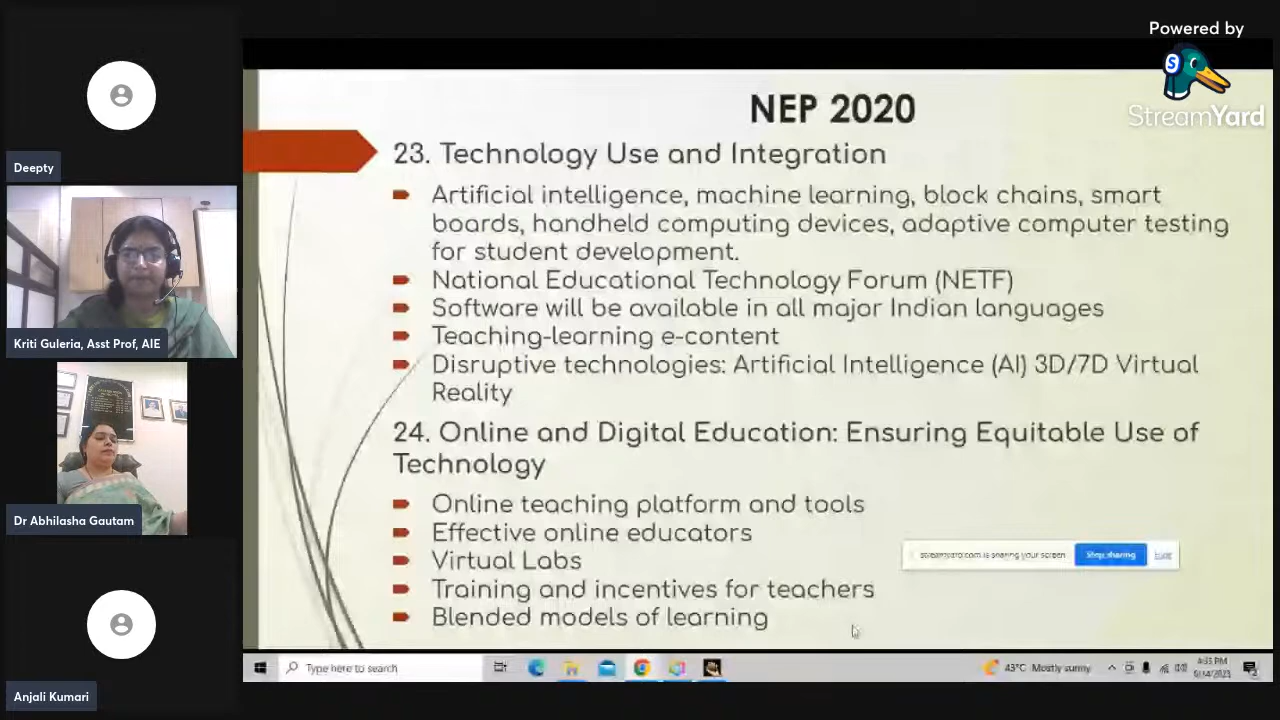 Powered by
StreamYard
Deepty
Kriti Guleria, Asst Prof, AIE
Dr Abhilasha Gautam
Anjali Kumari
NEP 2020
23. Technology Use and Integration
Artificial intelligence, machine learning, block chains, smart
boards, handheld computing devices, adaptive computer testing
for student development.
National Educational Technology Forum (NETF)
Software will be available in all major Indian languages
Teaching-learning e-content
Disruptive technologies: Artificial Intelligence (AI) 3D/7D Virtual
Reality
24. Online and Digital Education: Ensuring Equitable Use of
Technology
Online teaching platform and tools
Effective online educators
Virtual Labs
Training and incentives for teachers
Blended models of learning
streamyard.com is sharing your screen
Stop sharing
Hide
Type here to search
43°C Mostly sunny
4:33 PM